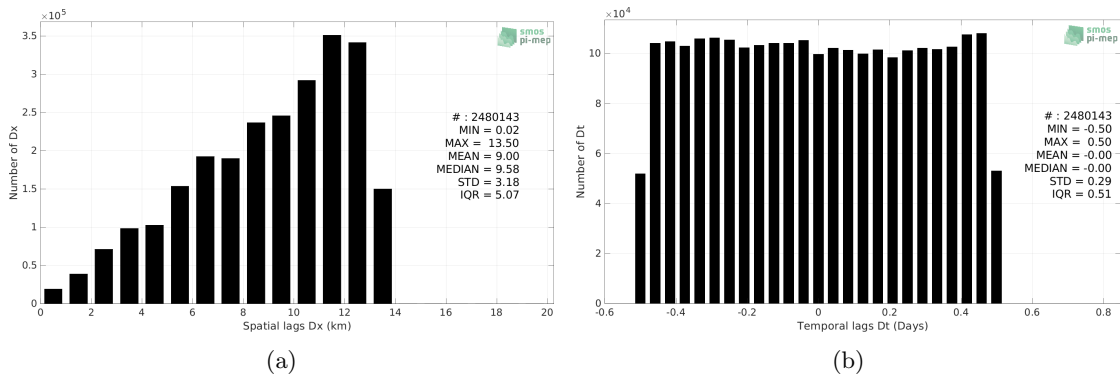 ×10⁵
3.5
3
2.5
2
1.5
1
0.5
0
0 2 4 6 8 10 12 14 16 18 20
Number of Dx
Spatial lags Dx (km)
smos
pi-mep
# : 2480143
MIN = 0.02
MAX = 13.50
MEAN = 9.00
MEDIAN = 9.58
STD = 3.18
IQR = 5.07
(a)
×10⁴
10
8
6
4
2
0
-0.6 -0.4 -0.2 0 0.2 0.4 0.6 0.8
Number of Dt
Temporal lags Dt (Days)
smos
pi-mep
# : 2480143
MIN = -0.50
MAX = 0.50
MEAN = -0.00
MEDIAN = -0.00
STD = 0.29
IQR = 0.51
(b)